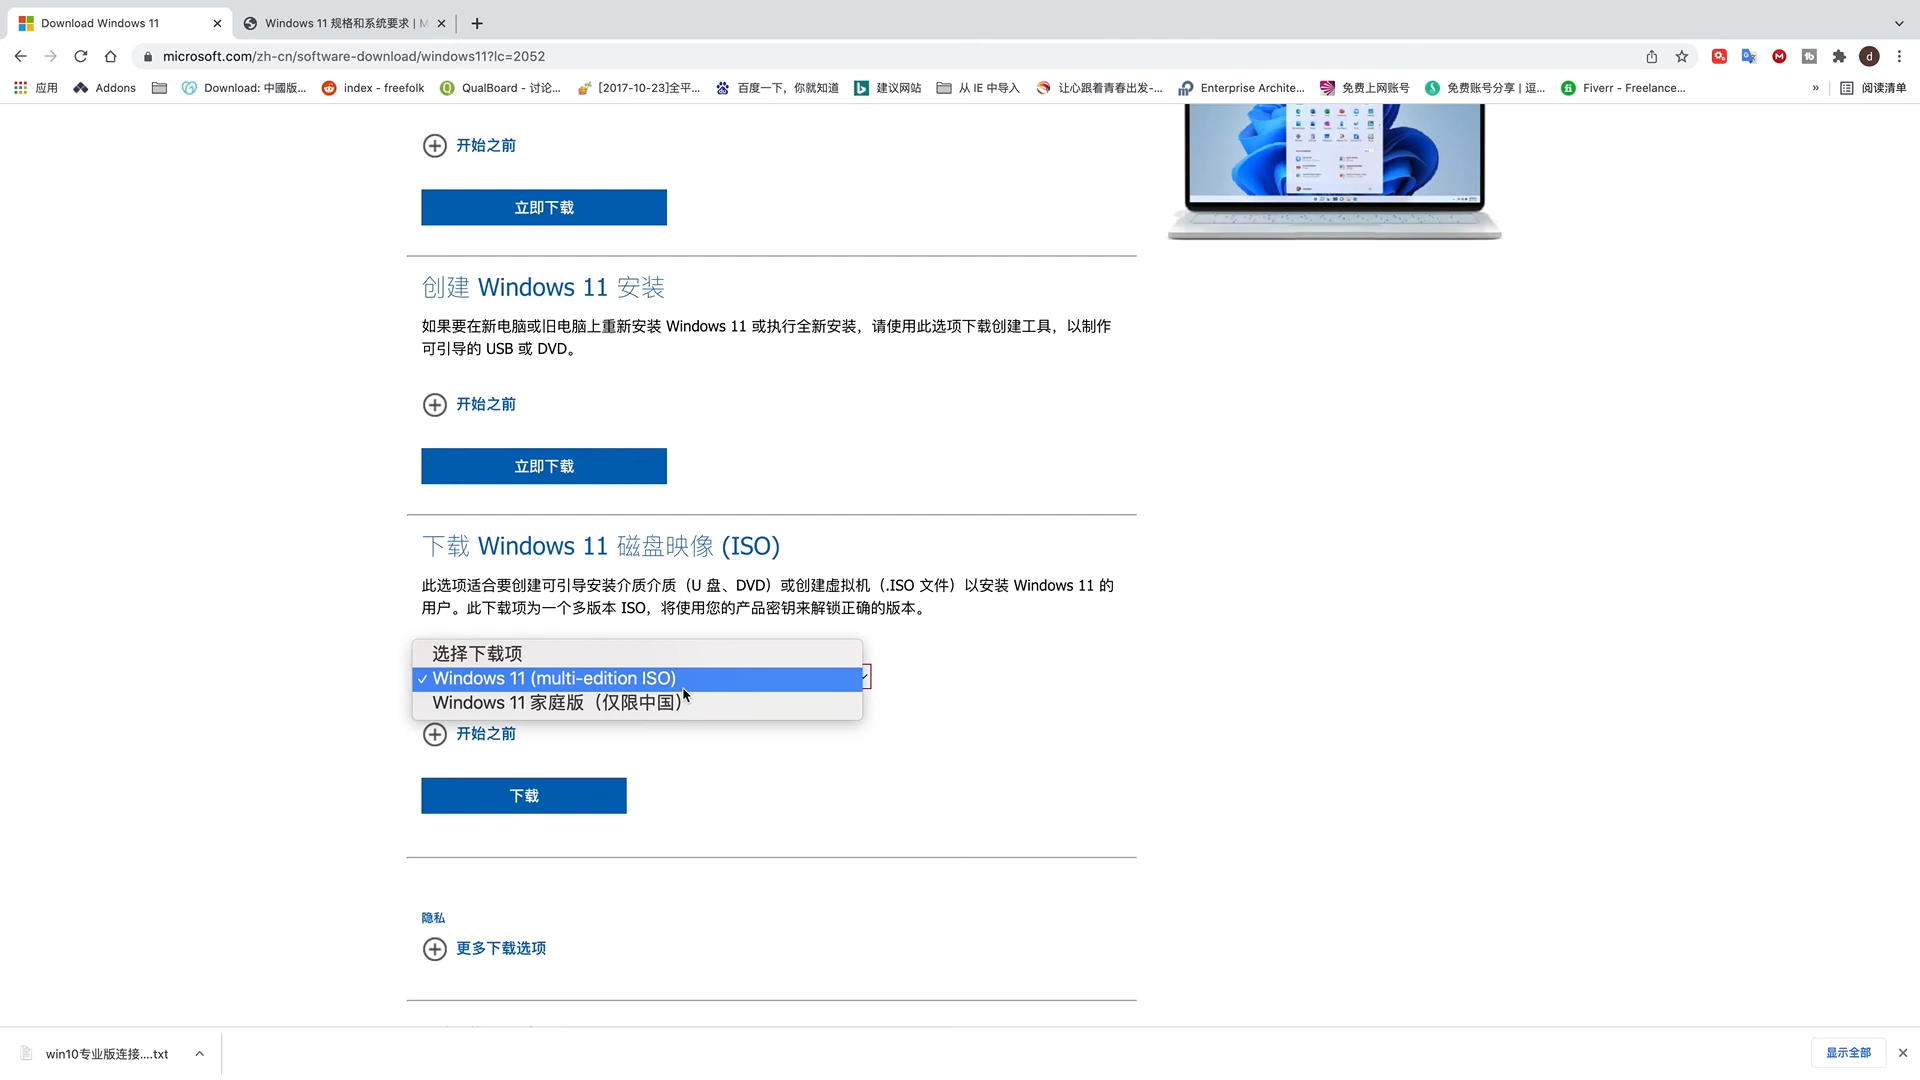 Download Windows 11
Windows 11 规格和系统要求 | M
microsoft.com/zh-cn/software-download/windows11?lc=2052
应用
Addons
Download: 中國版...
index - freefolk
QualBoard - 讨论...
[2017-10-23]全平...
百度一下，你就知道
建议网站
从 IE 中导入
让心跟着青春出发-...
Enterprise Archite...
免费上网账号
免费账号分享 | 逗...
Fiverr - Freelance...
»
阅读清单
开始之前
立即下载
创建 Windows 11 安装
如果要在新电脑或旧电脑上重新安装 Windows 11 或执行全新安装，请使用此选项下载创建工具，以制作
可引导的 USB 或 DVD。
开始之前
立即下载
下载 Windows 11 磁盘映像 (ISO)
此选项适合要创建可引导安装介质介质（U 盘、DVD）或创建虚拟机（.ISO 文件）以安装 Windows 11 的
用户。此下载项为一个多版本 ISO，将使用您的产品密钥来解锁正确的版本。
选择下载项
✓ Windows 11 (multi-edition ISO)
Windows 11 家庭版（仅限中国）
开始之前
下载
隐私
更多下载选项
win10专业版连接....txt
显示全部